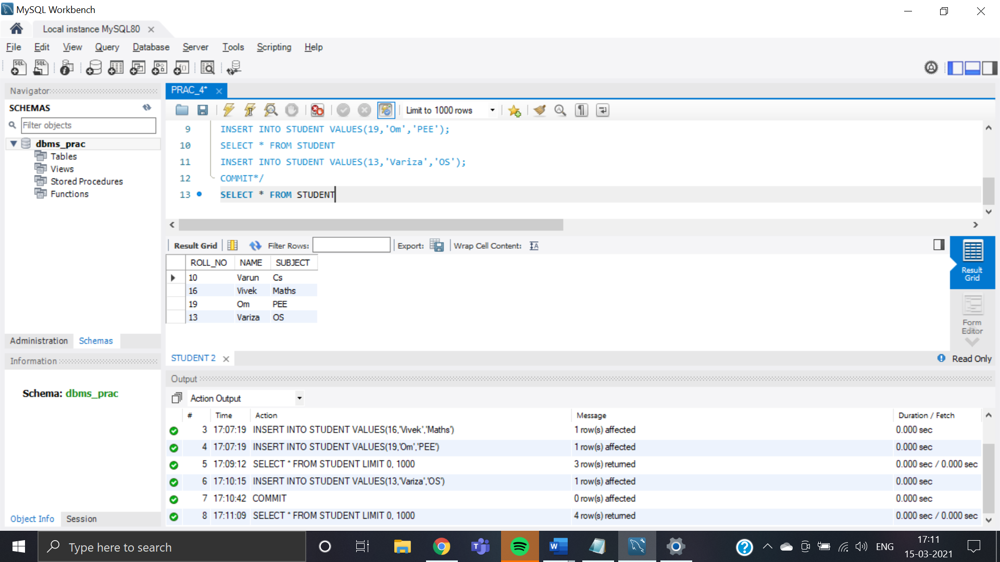 MySQL Workbench
Local instance MySQL80
File Edit View Query Database Server Tools Scripting Help
SQL SQL
Navigator
PRAC_4*
SCHEMAS
Limit to 1000 rows
Filter objects
dbms_prac
Tables
Views
Stored Procedures
Functions
9 INSERT INTO STUDENT VALUES(19,'Om','PEE');
10 SELECT * FROM STUDENT
11 INSERT INTO STUDENT VALUES(13,'Variza','OS');
12 COMMIT*/
13 SELECT * FROM STUDENT
Result Grid Filter Rows: Export: Wrap Cell Content:
ROLL_NO NAME SUBJECT
10 Varun Cs
16 Vivek Maths
19 Om PEE
13 Variza OS
Result Grid
Form Editor
Administration Schemas
STUDENT 2
Read Only
Information
Schema: dbms_prac
Object Info Session
Output
Action Output
# Time Action Message Duration / Fetch
3 17:07:19 INSERT INTO STUDENT VALUES(16,'Vivek','Maths') 1 row(s) affected 0.000 sec
4 17:07:19 INSERT INTO STUDENT VALUES(19,'Om','PEE') 1 row(s) affected 0.000 sec
5 17:09:12 SELECT * FROM STUDENT LIMIT 0, 1000 3 row(s) returned 0.000 sec / 0.000 sec
6 17:10:15 INSERT INTO STUDENT VALUES(13,'Variza','OS') 1 row(s) affected 0.000 sec
7 17:10:42 COMMIT 0 row(s) affected 0.000 sec
8 17:11:09 SELECT * FROM STUDENT LIMIT 0, 1000 4 row(s) returned 0.000 sec / 0.000 sec
Type here to search
ENG
17:11
15-03-2021